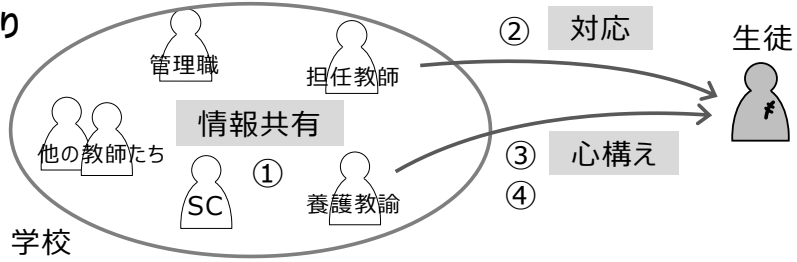 り
管理職
担任教師
② 対応
生徒
情報共有
他の教師たち
①
SC
養護教諭
③ 心構え
④
学校